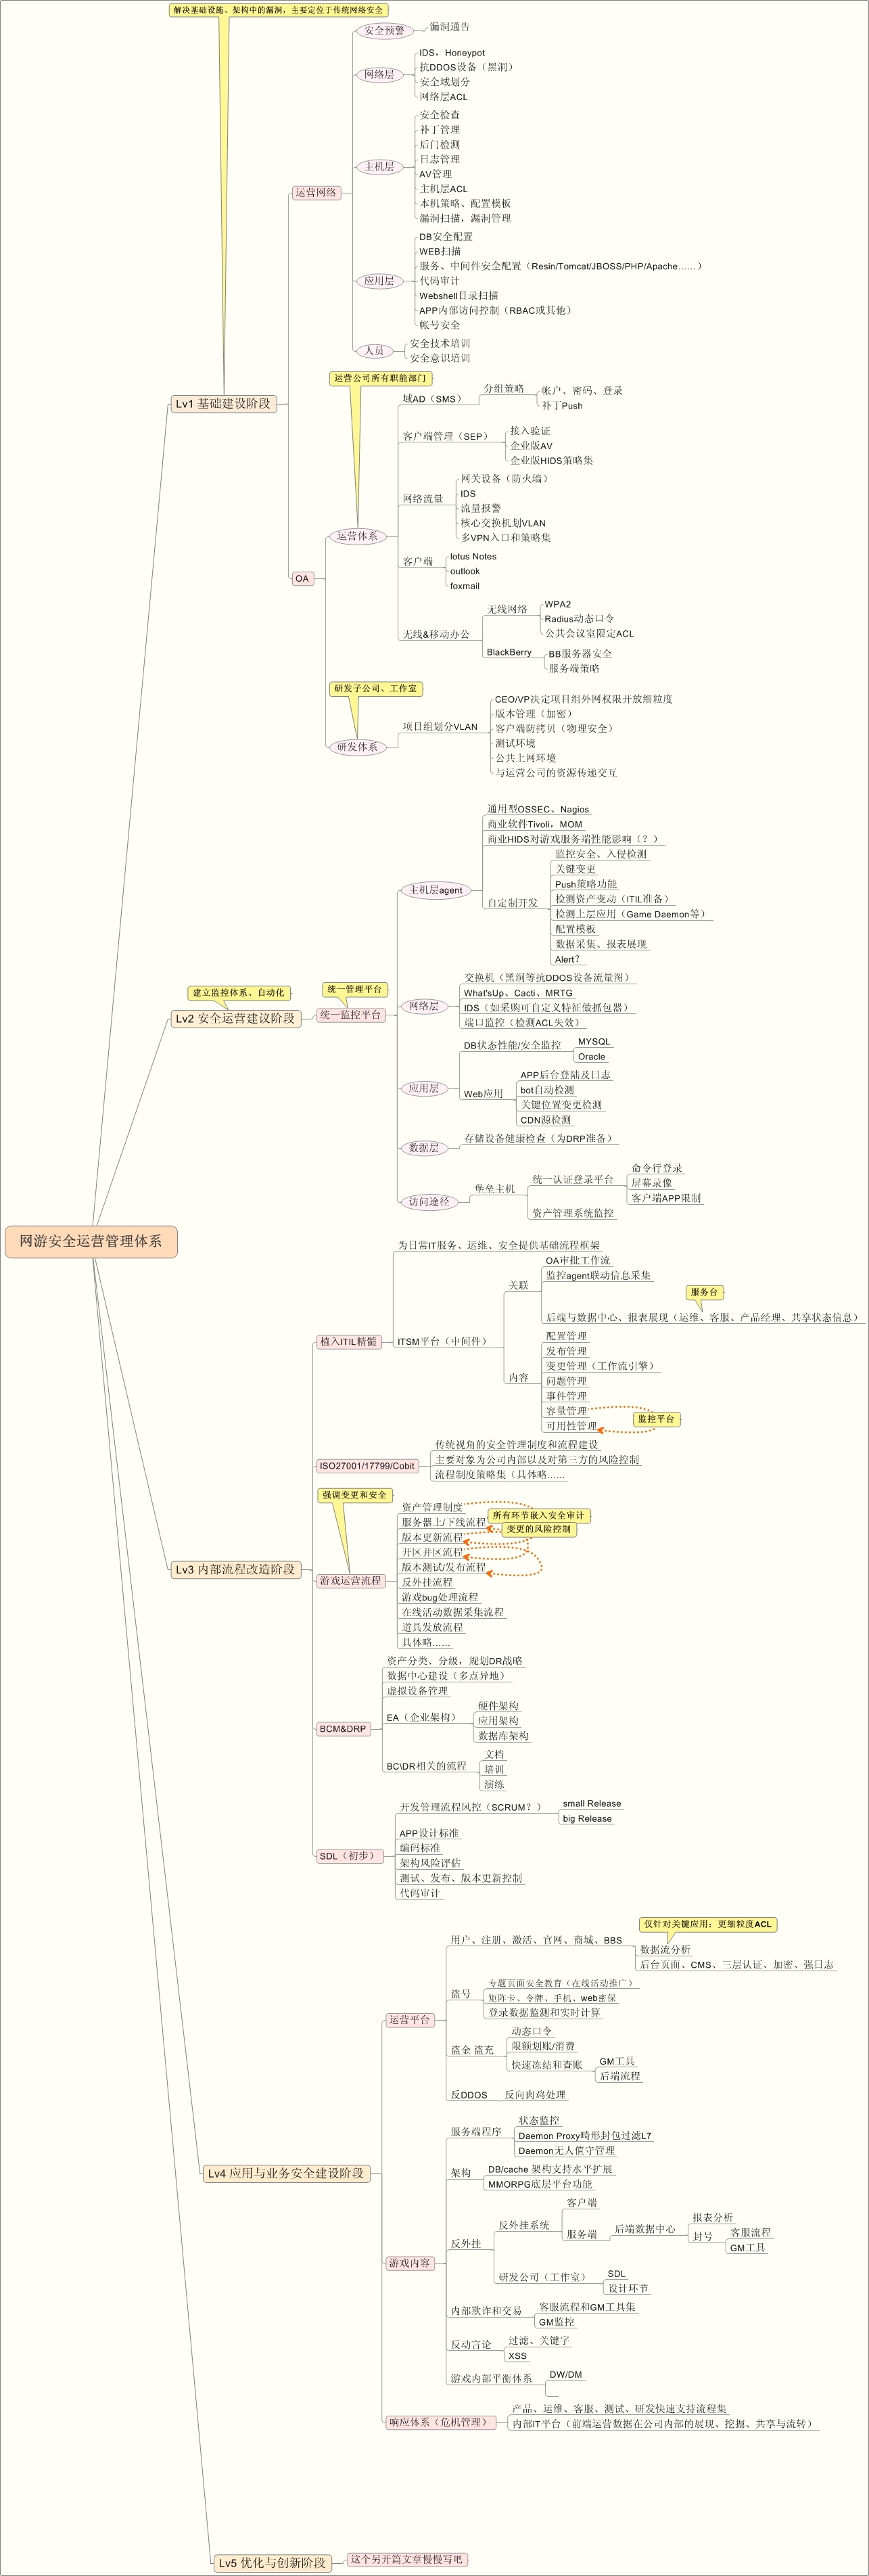 解决基础设施、架构中的漏洞，主要定位于传统网络安全
安全预警
漏洞通告
网络层
IDS，Honeypot
抗DDOS设备（黑洞）
安全域划分
网络层ACL
主机层
安全检查
补丁管理
后门检测
日志管理
AV管理
主机层ACL
本机策略、配置模板
漏洞扫描，漏洞管理
运营网络
应用层
DB安全配置
WEB扫描
服务、中间件安全配置（Resin/Tomcat/JBOSS/PHP/Apache……）
代码审计
Webshell目录扫描
APP内部访问控制（RBAC或其他）
帐号安全
人员
安全技术培训
安全意识培训
Lv1 基础建设阶段
运营公司所有职能部门
域AD（SMS）
分组策略
帐户、密码、登录
补丁Push
客户端管理（SEP）
接入验证
企业版AV
企业版HIDS策略集
网络流量
网关设备（防火墙）
IDS
流量报警
核心交换机划VLAN
多VPN入口和策略集
运营体系
客户端
lotus Notes
outlook
foxmail
OA
无线&移动办公
无线网络
WPA2
Radius动态口令
公共会议室限定ACL
BlackBerry
BB服务器安全
服务端策略
研发子公司、工作室
研发体系
项目组划分VLAN
CEO/VP决定项目组外网权限开放细粒度
版本管理（加密）
客户端防拷贝（物理安全）
测试环境
公共上网环境
与运营公司的资源传递交互
主机层agent
通用型OSSEC、Nagios
商业软件Tivoli，MOM
商业HIDS对游戏服务端性能影响（？）
自定制开发
监控安全、入侵检测
关键变更
Push策略功能
检测资产变动（ITIL准备）
检测上层应用（Game Daemon等）
配置模板
数据采集、报表展现
Alert？
建立监控体系、自动化
Lv2 安全运营建议阶段
统一管理平台
统一监控平台
网络层
交换机（黑洞等抗DDOS设备流量图）
What'sUp、Cacti、MRTG
IDS（如采购可自定义特征做抓包器）
端口监控（检测ACL失效）
应用层
DB状态性能/安全监控
MYSQL
Oracle
Web应用
APP后台登陆及日志
bot自动检测
关键位置变更检测
CDN源检测
数据层
存储设备健康检查（为DRP准备）
访问途径
堡垒主机
统一认证登录平台
命令行登录
屏幕录像
客户端APP限制
资产管理系统监控
网游安全运营管理体系
植入ITIL精髓
为日常IT服务、运维、安全提供基础流程框架
ITSM平台（中间件）
关联
OA审批工作流
监控agent联动信息采集
服务台
后端与数据中心、报表展现（运维、客服、产品经理、共享状态信息）
内容
配置管理
发布管理
变更管理（工作流引擎）
问题管理
事件管理
容量管理
可用性管理
监控平台
ISO27001/17799/Cobit
传统视角的安全管理制度和流程建设
主要对象为公司内部以及对第三方的风险控制
流程制度策略集（具体略……
强调变更和安全
Lv3 内部流程改造阶段
游戏运营流程
资产管理制度
服务器上/下线流程
版本更新流程
开区并区流程
版本测试/发布流程
反外挂流程
游戏bug处理流程
在线活动数据采集流程
道具发放流程
具体略……
所有环节嵌入安全审计
变更的风险控制
BCM&DRP
资产分类、分级，规划DR战略
数据中心建设（多点异地）
虚拟设备管理
EA（企业架构）
硬件架构
应用架构
数据库架构
BC\DR相关的流程
文档
培训
演练
SDL（初步）
开发管理流程风控（SCRUM？）
small Release
big Release
APP设计标准
编码标准
架构风险评估
测试、发布、版本更新控制
代码审计
运营平台
用户、注册、激活、官网、商城、BBS
仅针对关键应用：更细粒度ACL
数据流分析
后台页面、CMS、三层认证、加密、强日志
盗号
专题页面安全教育（在线活动推广）
矩阵卡、令牌、手机、web密保
登录数据监测和实时计算
盗金 盗充
动态口令
限额划账/消费
快速冻结和查账
GM工具
后端流程
反DDOS
反向肉鸡处理
Lv4 应用与业务安全建设阶段
游戏内容
服务端程序
状态监控
Daemon Proxy畸形封包过滤L7
Daemon无人值守管理
架构
DB/cache 架构支持水平扩展
MMORPG底层平台功能
反外挂
反外挂系统
客户端
服务端
后端数据中心
报表分析
封号
客服流程
GM工具
研发公司（工作室）
SDL
设计环节
内部欺诈和交易
客服流程和GM工具集
GM监控
反动言论
过滤、关键字
XSS
游戏内部平衡体系
DW/DM
响应体系（危机管理）
产品、运维、客服、测试、研发快速支持流程集
内部IT平台（前端运营数据在公司内部的展现、挖掘、共享与流转）
Lv5 优化与创新阶段
这个另开篇文章慢慢写吧